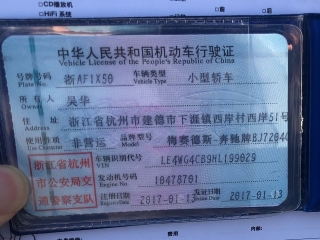 □CD播放机
□HiFi系统
中华人民共和国机动车行驶证
Vehicle License of the People's Republic of China
号牌号码 浙AF1X50 车辆类型 小型轿车
Plate No. Vehicle Type
所有人 吴华
Owner
住址 浙江省杭州市建德市下涯镇西岸村西岸51号
Address
使用性质 非营运 品牌型号 梅赛德斯-奔驰牌BJ7204G
Use Character Model
浙江省杭州 车辆识别代号 LE4WG4CB9HL199029
VIN
市公安局交 发动机号码 10478701
Engine No.
通警察支队 注册日期 2017-01-13 发证日期 2017-01-13
Register Date Issue Date
费用
内容: